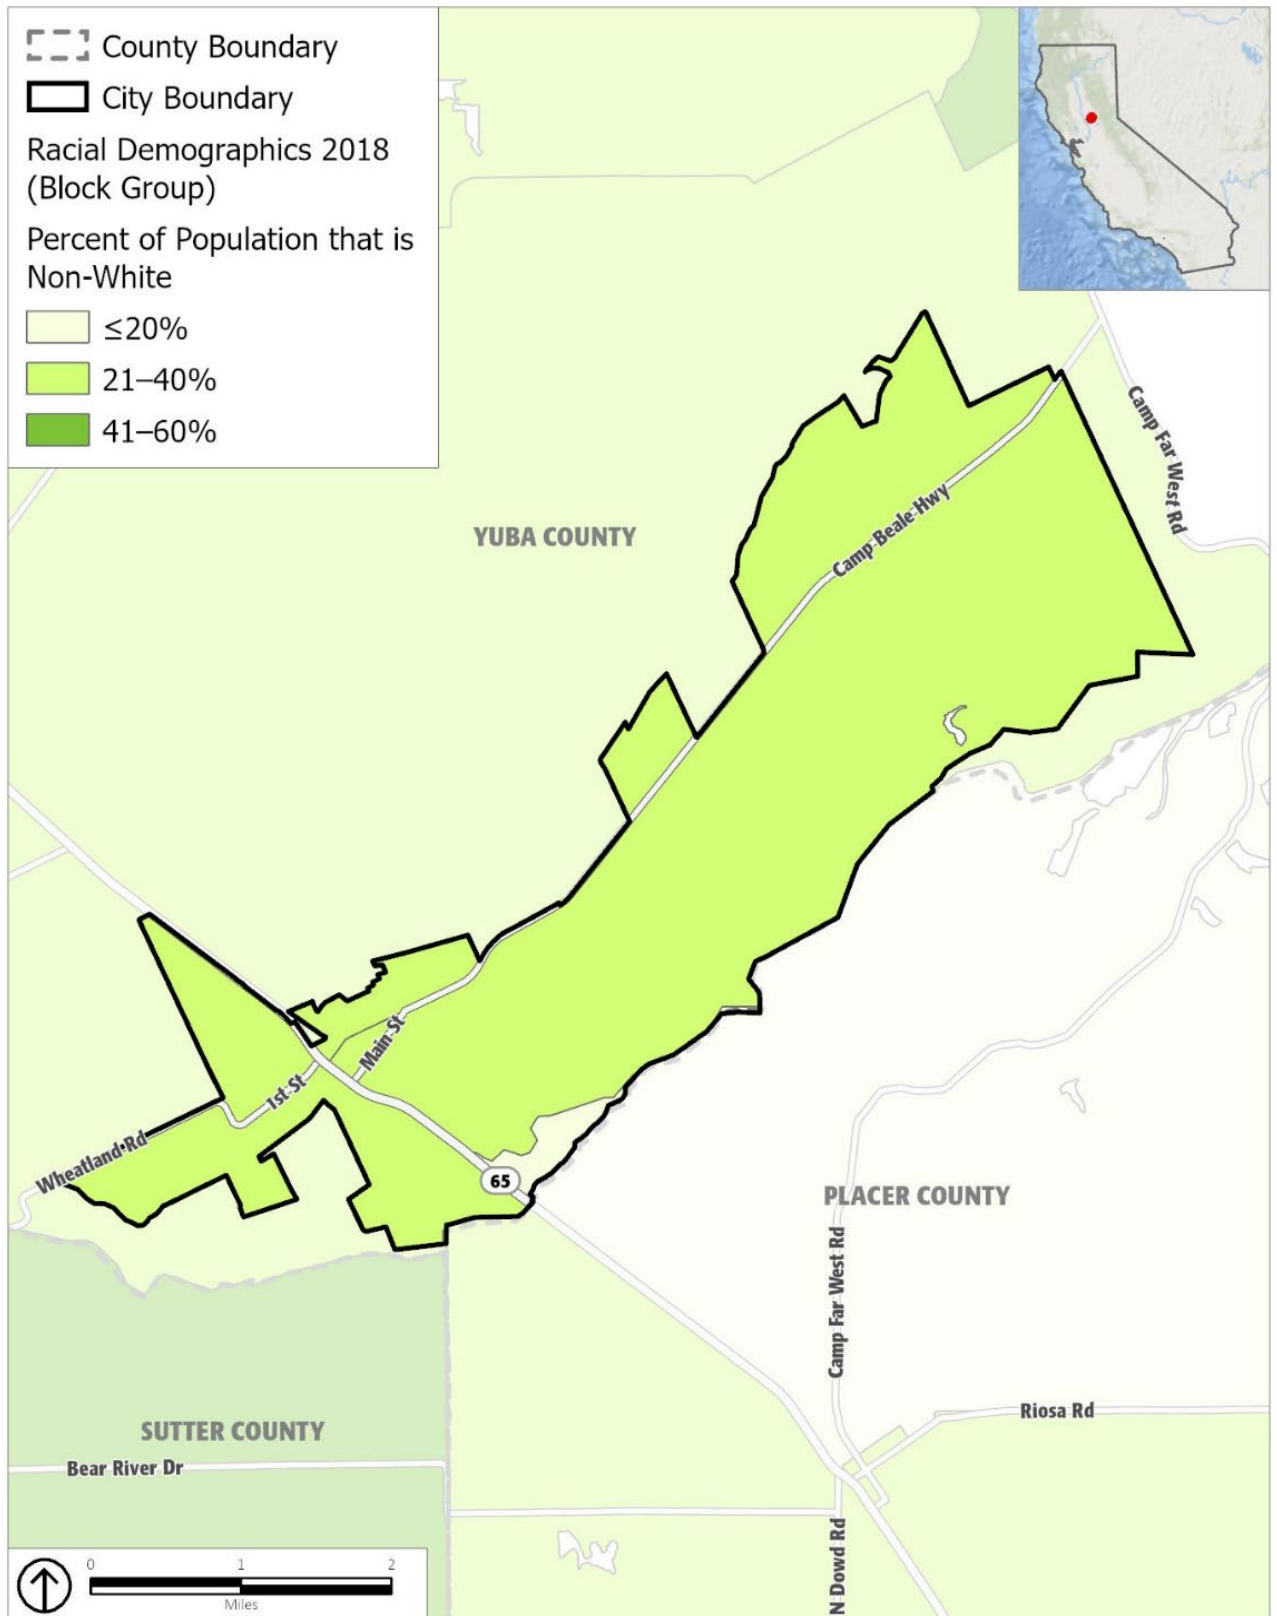 County Boundary
City Boundary
Racial Demographics 2018
(Block Group)
Percent of Population that is
Non-White
≤20%
21–40%
41–60%
Camp Far West Rd
YUBA COUNTY
Camp Beale Hwy
Main St
1st St
Wheatland Rd
65
PLACER COUNTY
Camp Far West Rd
Riosa Rd
SUTTER COUNTY
Bear River Dr
N Dowd Rd
0 1 2
Miles